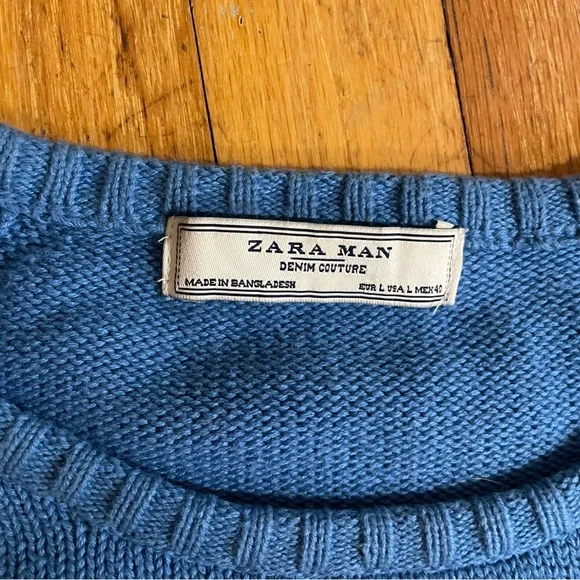 ZARA MAN
DENIM COUTURE
MADE IN BANGLADESH EUR L USA L MEX 40